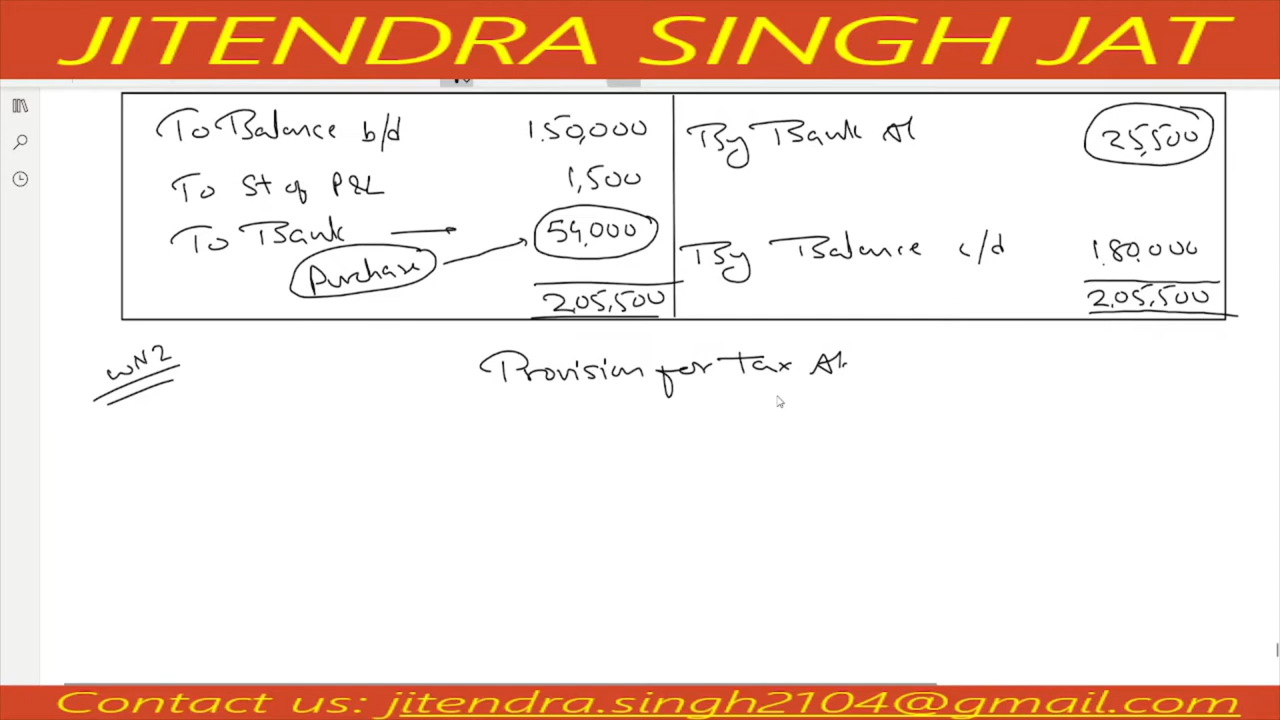 JITENDRA SINGH JAT
To Balance b/d 1,50,000 By Bank A/c 25,500
To St of P&L 1,500
To Bank → 54,000 By Balance c/d 1,80,000
Purchase
2,05,500 2,05,500
WN2 Provision for Tax A/c
Contact us: jitendra.singh2104@gmail.com